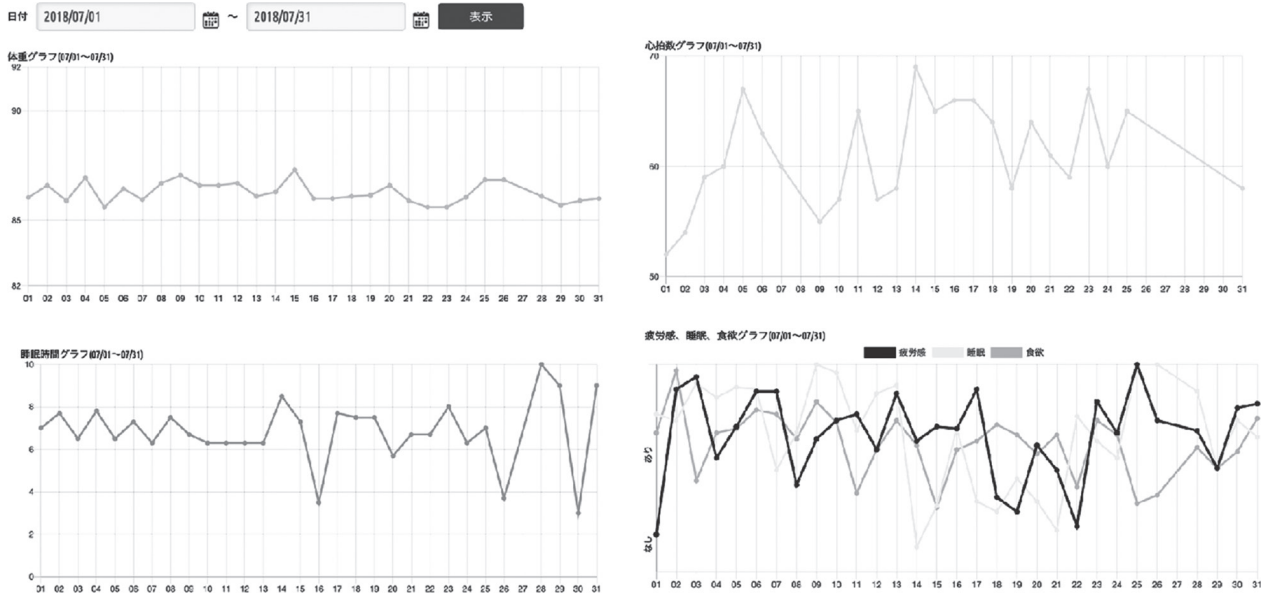 日付 2018/07/01 ～ 2018/07/31 表示
体重グラフ(07/01～07/31)
92
90
85
82
01 02 03 04 05 06 07 08 09 10 11 12 13 14 15 16 17 18 19 20 21 22 23 24 25 26 28 29 30 31
心拍数グラフ(07/01～07/31)
70
60
50
01 02 03 04 05 06 07 08 09 10 11 12 13 14 15 16 17 18 19 20 21 22 23 24 25 26 28 29 30 31
睡眠時間グラフ(07/01～07/31)
10
8
6
4
2
0
01 02 03 04 05 06 07 08 09 10 11 12 13 14 15 16 17 18 19 20 21 22 23 24 25 26 28 29 30 31
疲労感、睡眠、食欲グラフ(07/01～07/31)
疲労感 睡眠 食欲
あり
なし
01 02 03 04 05 06 07 08 09 10 11 12 13 14 15 16 17 18 19 20 21 22 23 24 25 26 28 29 30 31